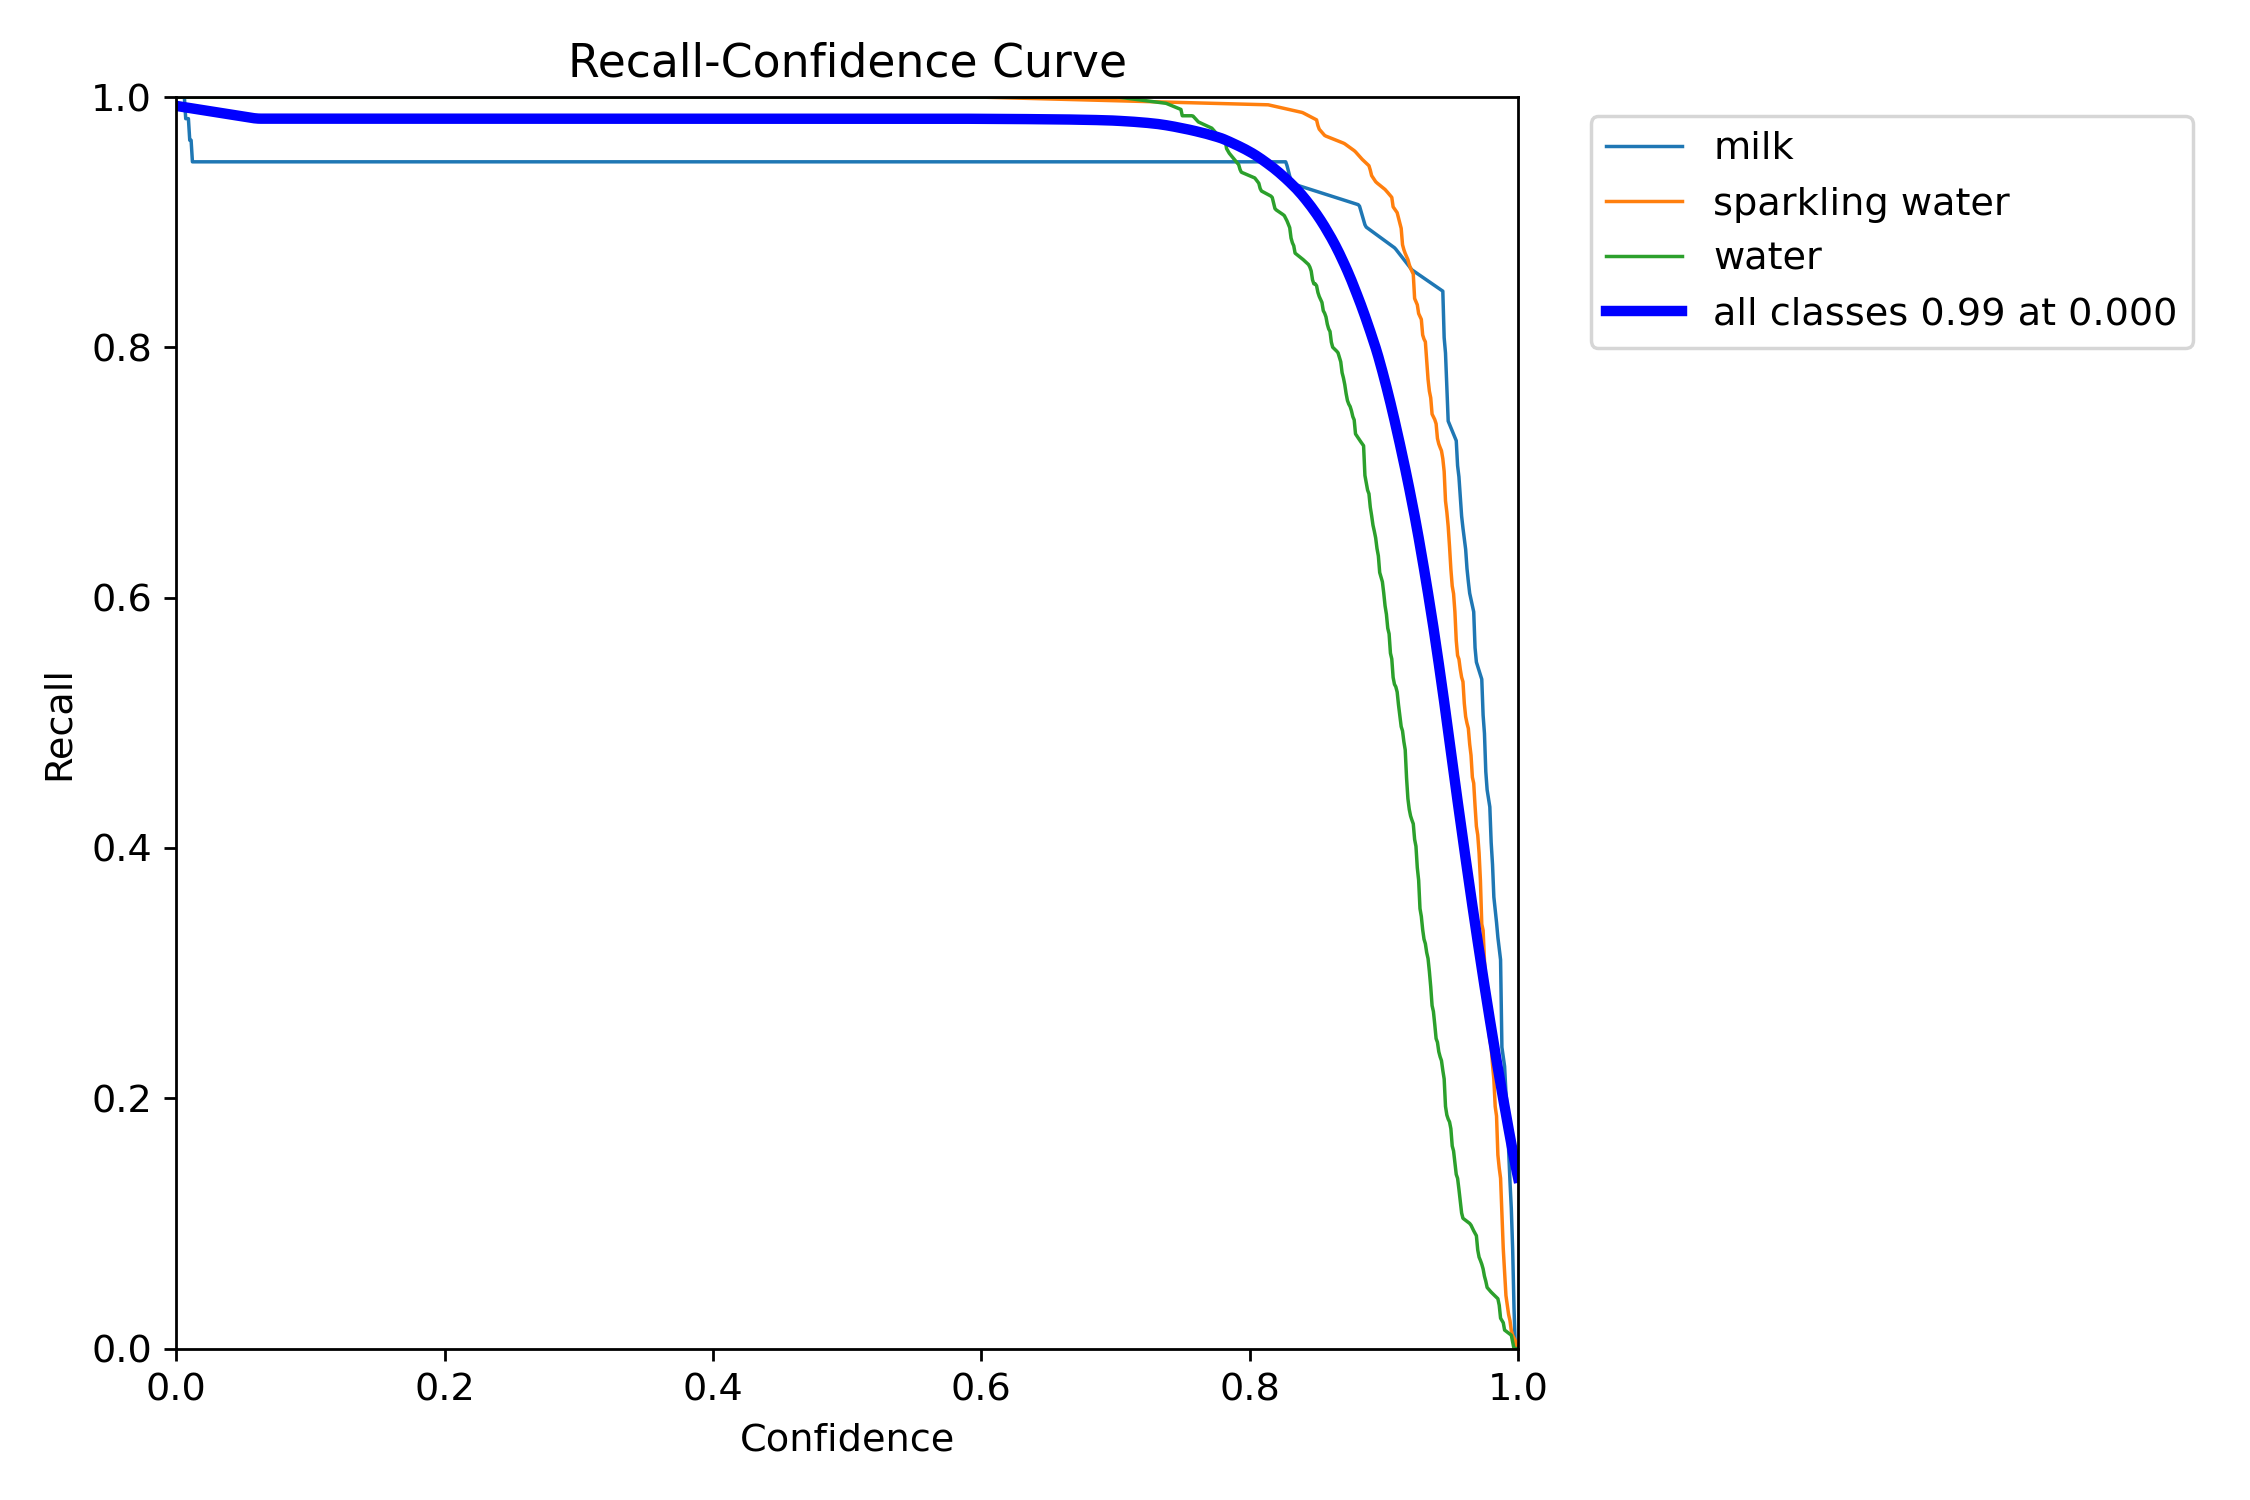 Recall-Confidence Curve
1.0
0.8
0.6
0.4
0.2
0.0
Recall
0.0 0.2 0.4 0.6 0.8 1.0
Confidence
milk
sparkling water
water
all classes 0.99 at 0.000